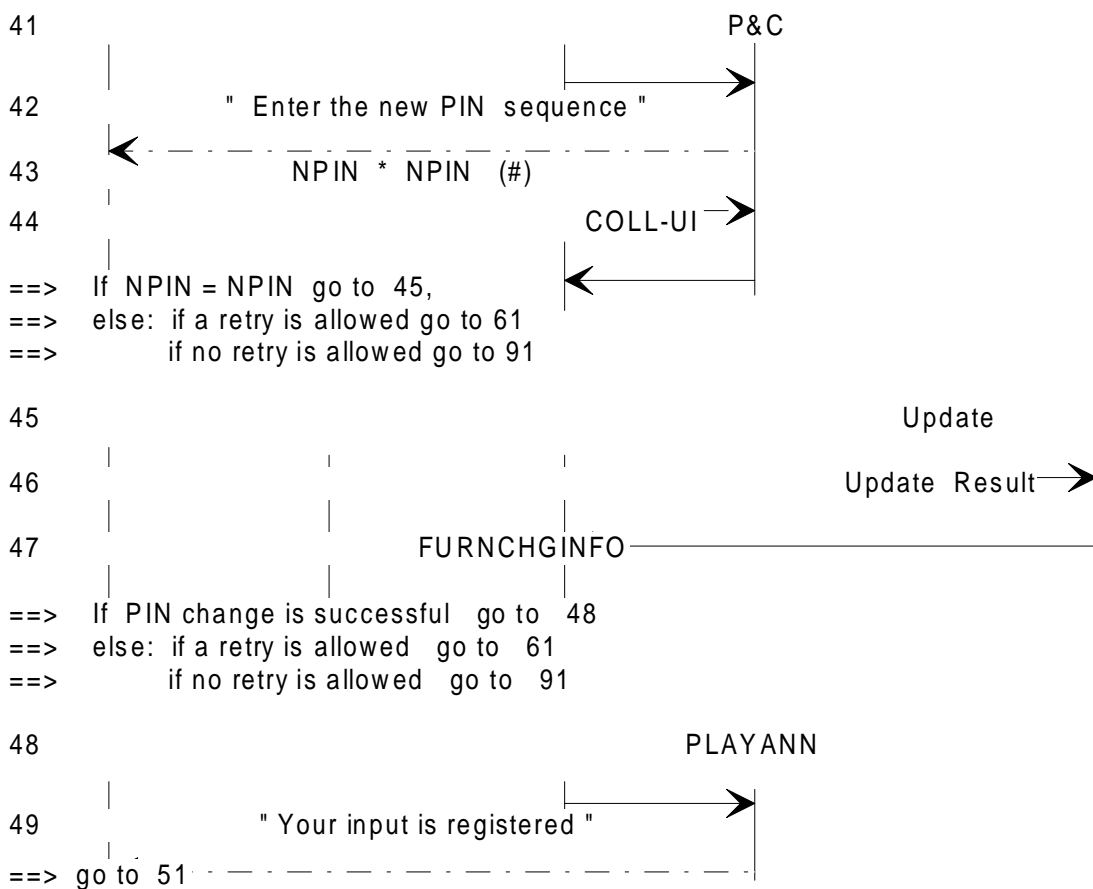 41 P&C
42 " Enter the new PIN sequence "
43 NPIN * NPIN (#)
44 COLL-UI
==> If NPIN = NPIN go to 45,
==> else: if a retry is allowed go to 61
==> if no retry is allowed go to 91
45 Update
46 Update Result
47 FURNCHGINFO
==> If PIN change is successful go to 48
==> else: if a retry is allowed go to 61
==> if no retry is allowed go to 91
48 PLAYANN
49 " Your input is registered "
==> go to 51